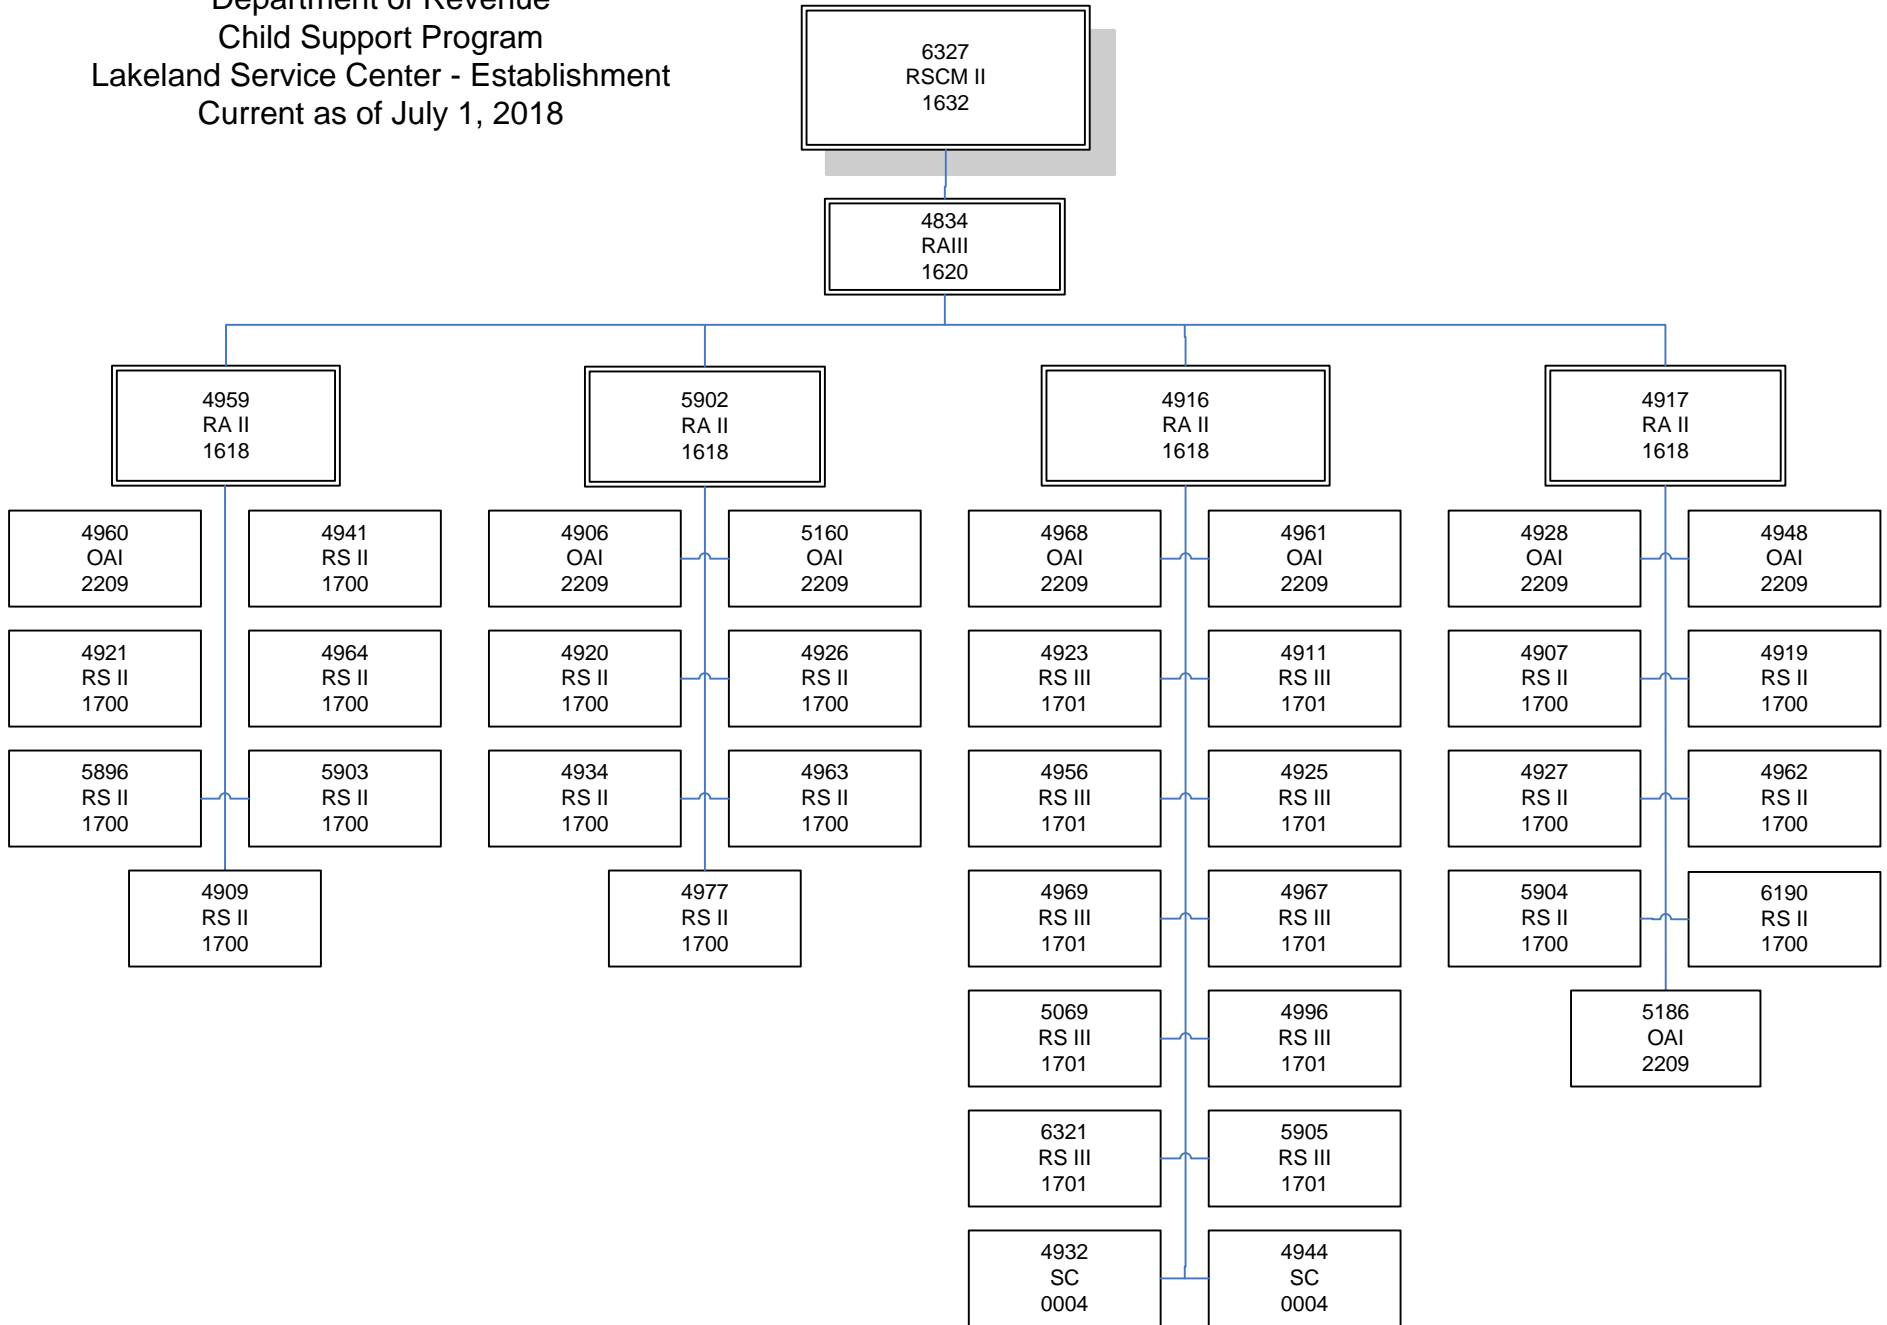 Department of Revenue
Child Support Program
Lakeland Service Center - Establishment
Current as of July 1, 2018
6327
RSCM II
1632
4834
RAIII
1620
4959
RA II
1618
5902
RA II
1618
4916
RA II
1618
4917
RA II
1618
4960
OAI
2209
4941
RS II
1700
4906
OAI
2209
5160
OAI
2209
4968
OAI
2209
4961
OAI
2209
4928
OAI
2209
4948
OAI
2209
4921
RS II
1700
4964
RS II
1700
4920
RS II
1700
4926
RS II
1700
4923
RS III
1701
4911
RS III
1701
4907
RS II
1700
4919
RS II
1700
5896
RS II
1700
5903
RS II
1700
4934
RS II
1700
4963
RS II
1700
4956
RS III
1701
4925
RS III
1701
4927
RS II
1700
4962
RS II
1700
4909
RS II
1700
4977
RS II
1700
4969
RS III
1701
4967
RS III
1701
5904
RS II
1700
6190
RS II
1700
5069
RS III
1701
4996
RS III
1701
5186
OAI
2209
6321
RS III
1701
5905
RS III
1701
4932
SC
0004
4944
SC
0004